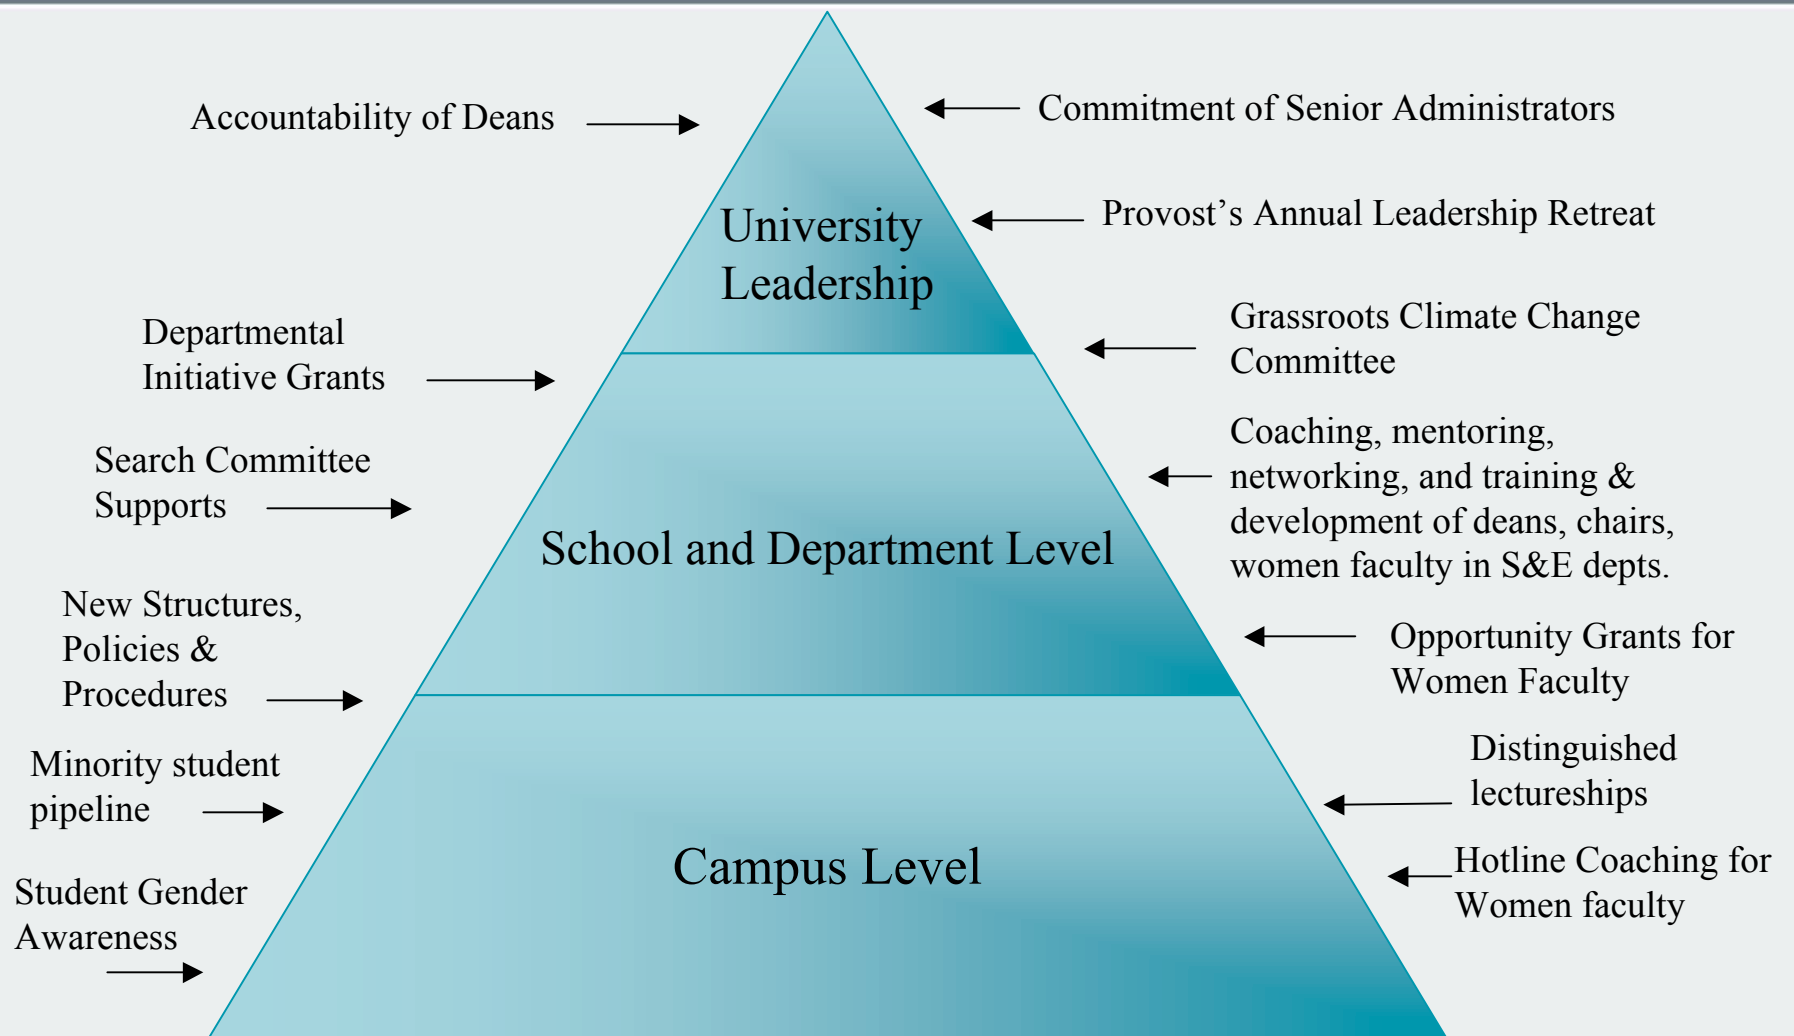 Accountability of Deans
Commitment of Senior Administrators
Provost’s Annual Leadership Retreat
University
Leadership
Grassroots Climate Change
Committee
Departmental
Initiative Grants
Coaching, mentoring,
networking, and training &
development of deans, chairs,
women faculty in S&E depts.
Search Committee
Supports
School and Department Level
New Structures,
Policies &
Procedures
Opportunity Grants for
Women Faculty
Minority student
pipeline
Distinguished
lectureships
Campus Level
Hotline Coaching for
Women faculty
Student Gender
Awareness